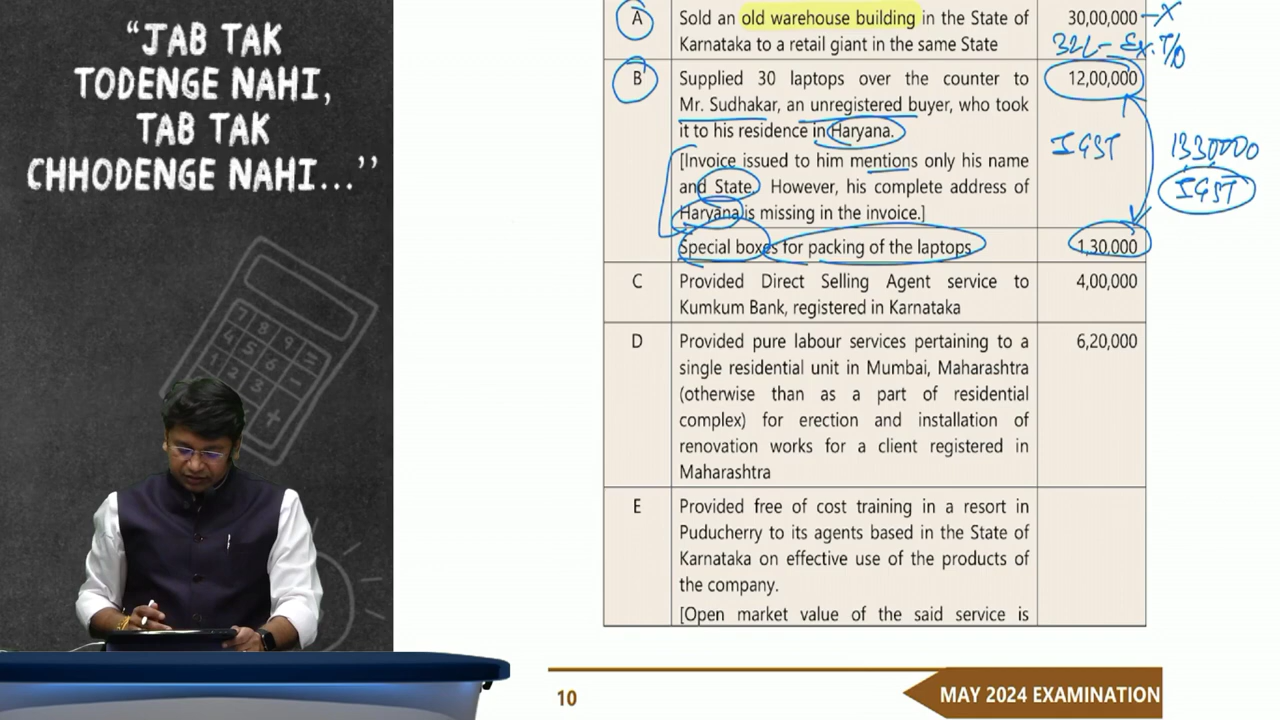 “JAB TAK
TODENGE NAHI,
TAB TAK
CHHODENGE NAHI...’’
A
Sold an old warehouse building in the State of
Karnataka to a retail giant in the same State
30,00,000 –X
32L – Ex. T/O
B
Supplied 30 laptops over the counter to
Mr. Sudhakar, an unregistered buyer, who took
it to his residence in Haryana.
[Invoice issued to him mentions only his name
and State. However, his complete address of
Haryana is missing in the invoice.]
12,00,000
IGST
1330000
IGST
Special boxes for packing of the laptops
1,30,000
C
Provided Direct Selling Agent service to
Kumkum Bank, registered in Karnataka
4,00,000
D
Provided pure labour services pertaining to a
single residential unit in Mumbai, Maharashtra
(otherwise than as a part of residential
complex) for erection and installation of
renovation works for a client registered in
Maharashtra
6,20,000
E
Provided free of cost training in a resort in
Puducherry to its agents based in the State of
Karnataka on effective use of the products of
the company.
[Open market value of the said service is
10
MAY 2024 EXAMINATION